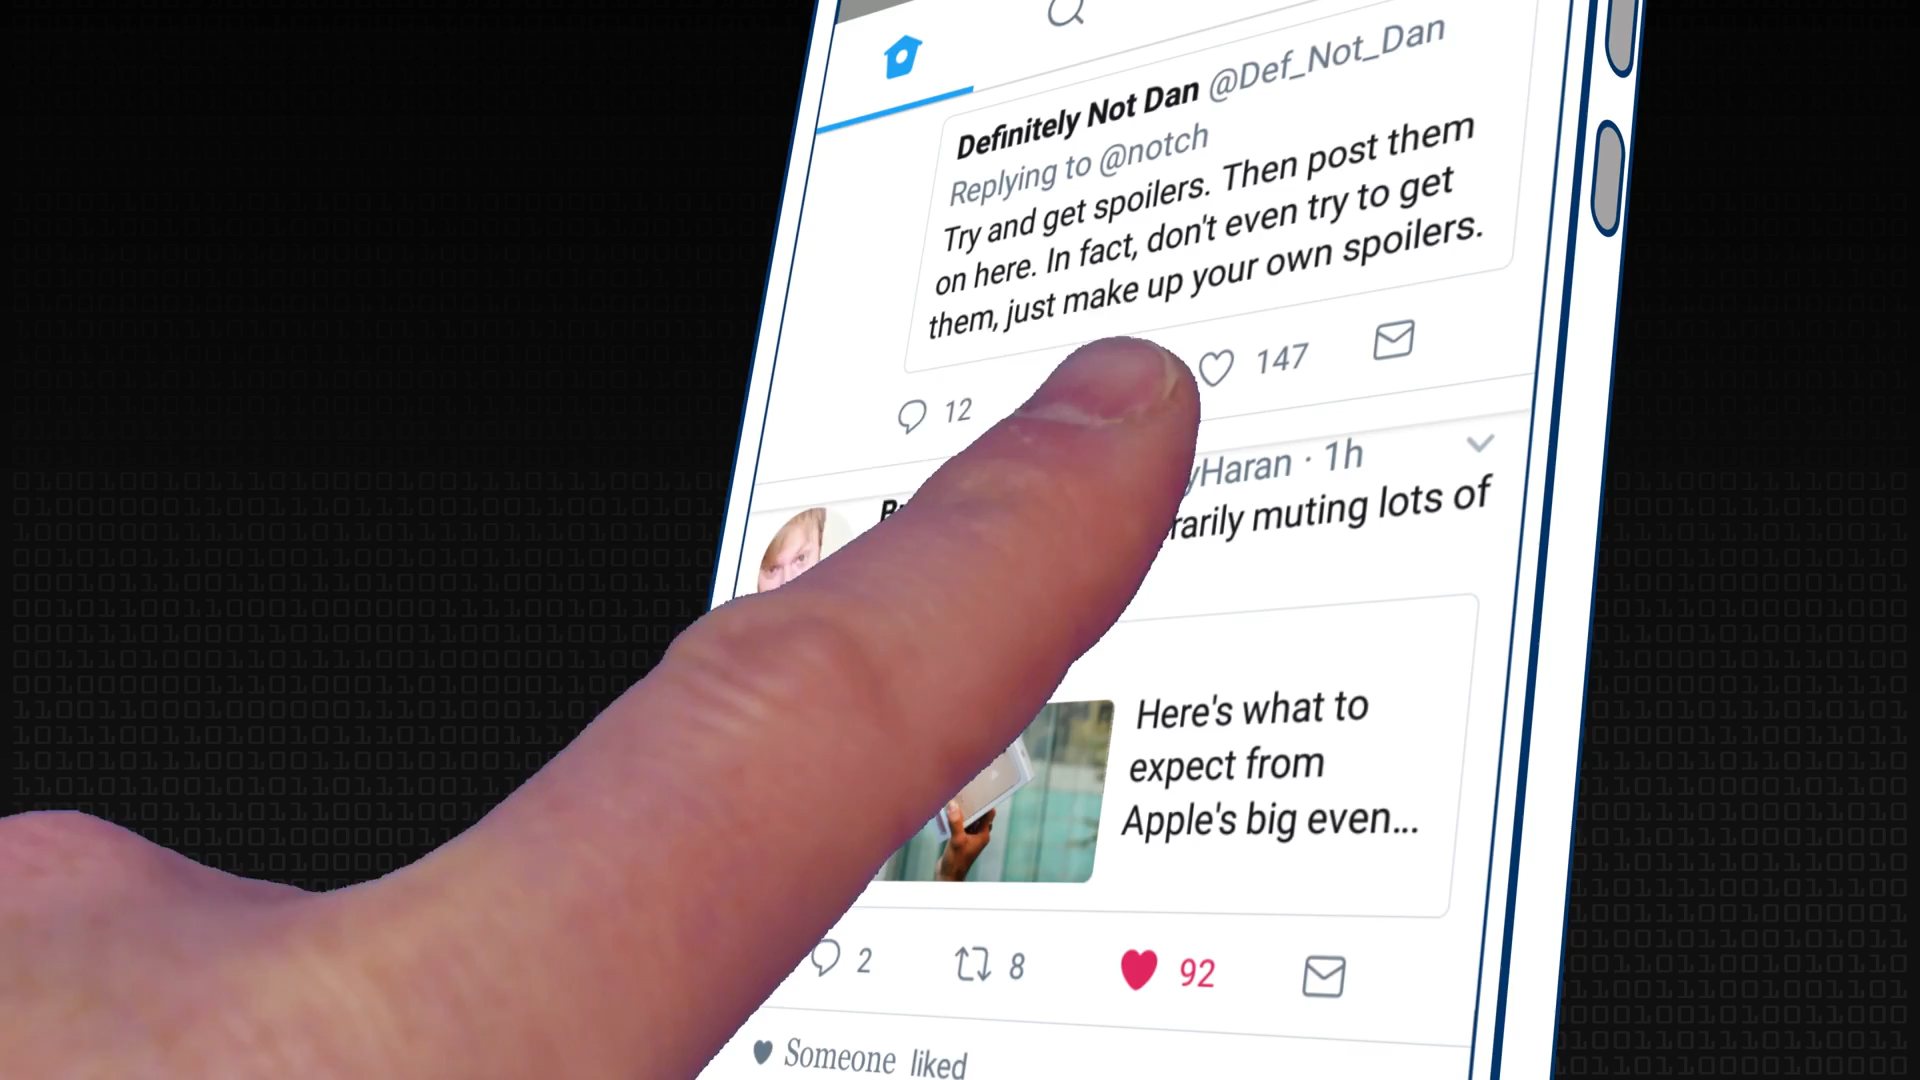 Definitely Not Dan @Def_Not_Dan
Replying to @notch
Try and get spoilers. Then post them
on here. In fact, don't even try to get
them, just make up your own spoilers.
12
147
yHaran · 1h
rarily muting lots of
Here's what to
expect from
Apple's big even...
2
8
92
Someone liked